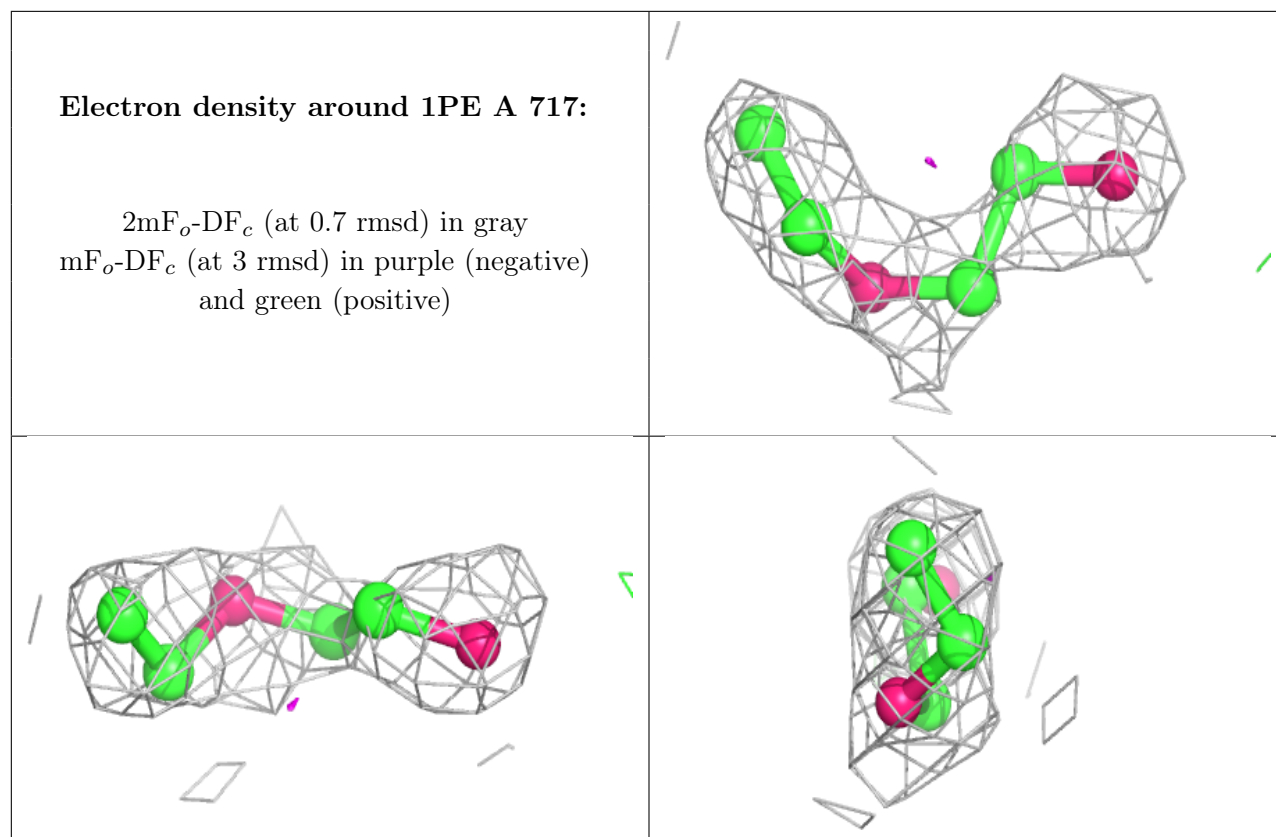 Electron density around 1PE A 717:
2mFo-DFc (at 0.7 rmsd) in gray
mFo-DFc (at 3 rmsd) in purple (negative)
and green (positive)